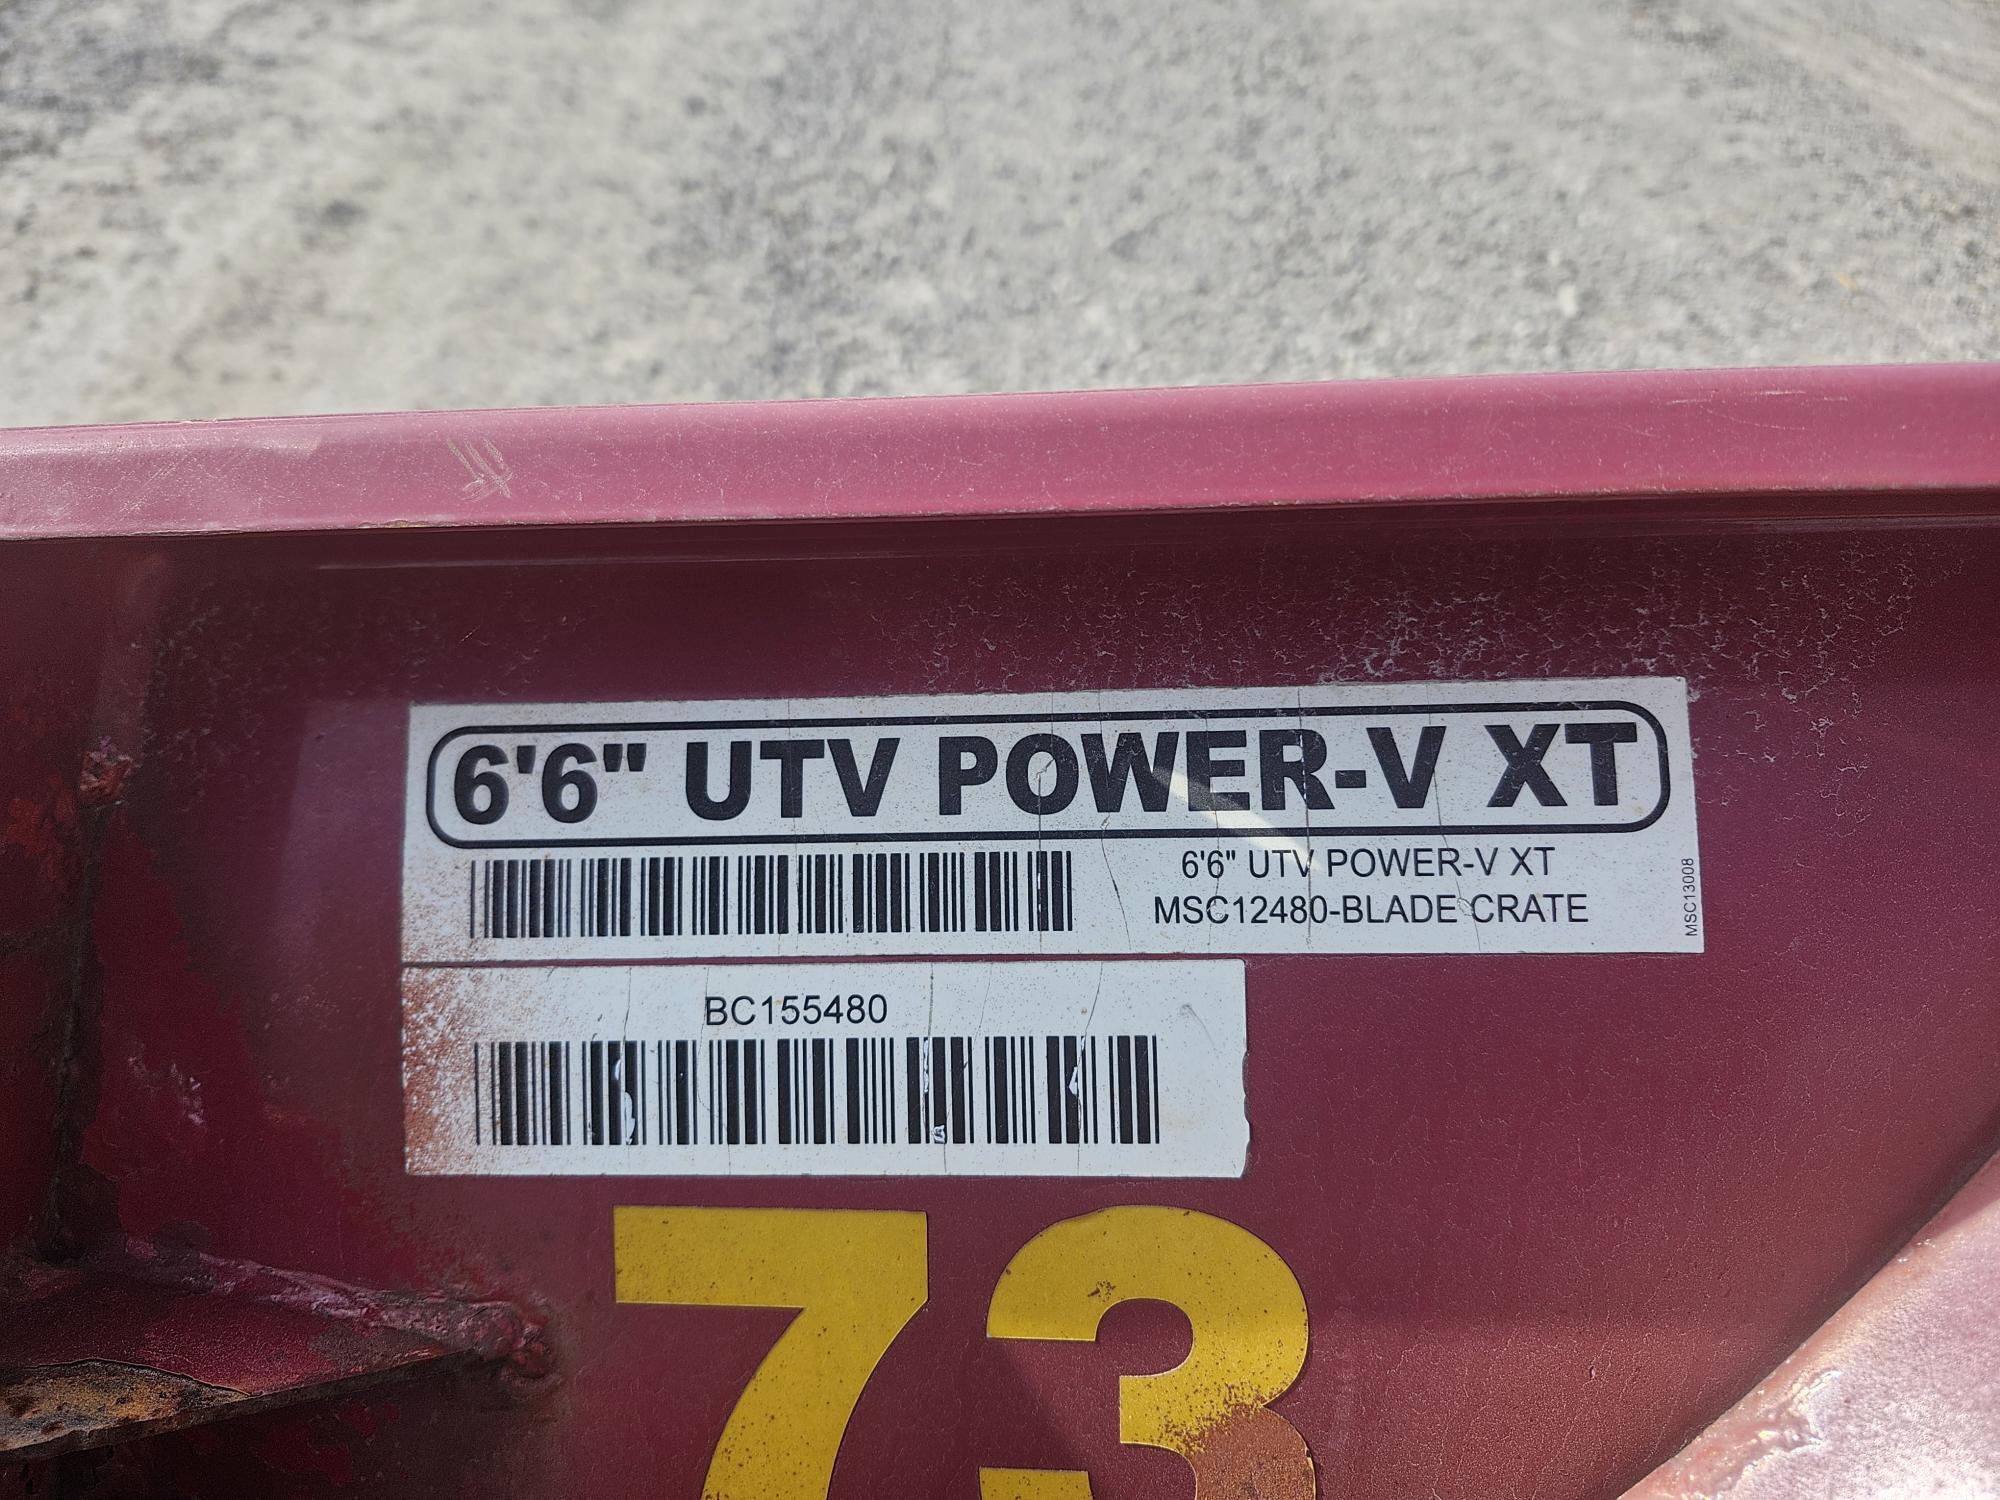 6'6" UTV POWER-V XT
6'6" UTV POWER-V XT
MSC12480-BLADE CRATE
MSC13008
BC155480
73